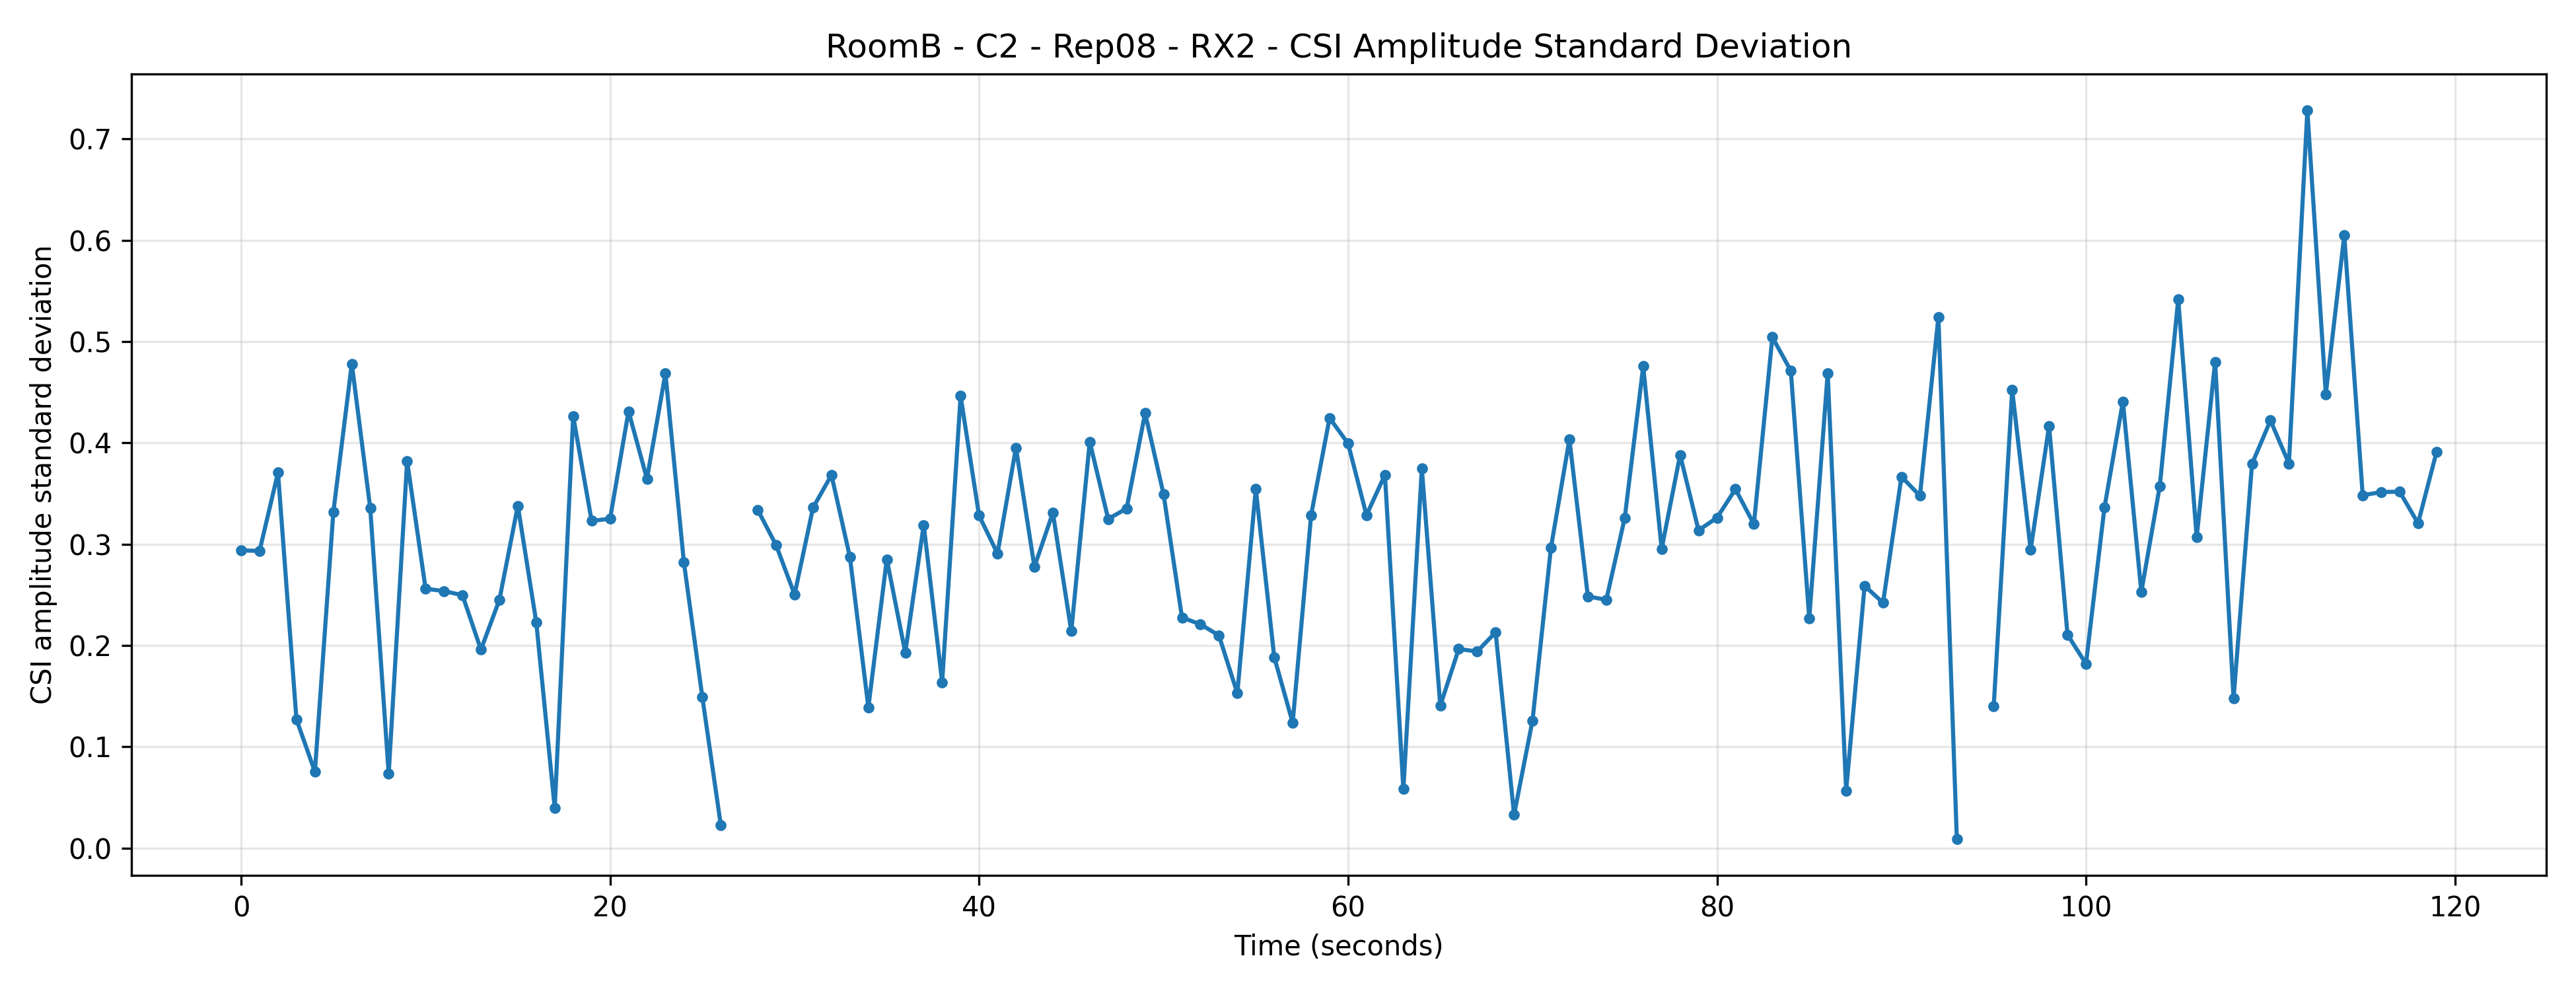 RoomB - C2 - Rep08 - RX2 - CSI Amplitude Standard Deviation
CSI amplitude standard deviation
0.7
0.6
0.5
0.4
0.3
0.2
0.1
0.0
0 20 40 60 80 100 120
Time (seconds)